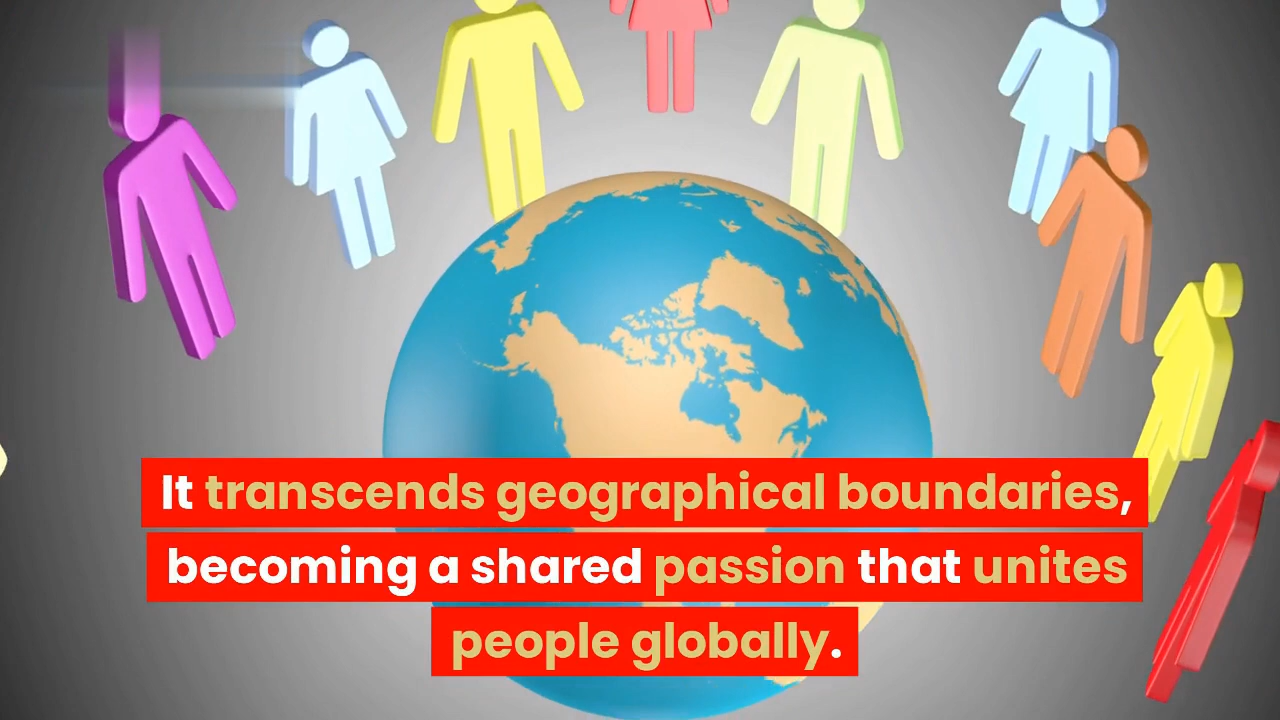 It transcends geographical boundaries,
becoming a shared passion that unites
people globally.